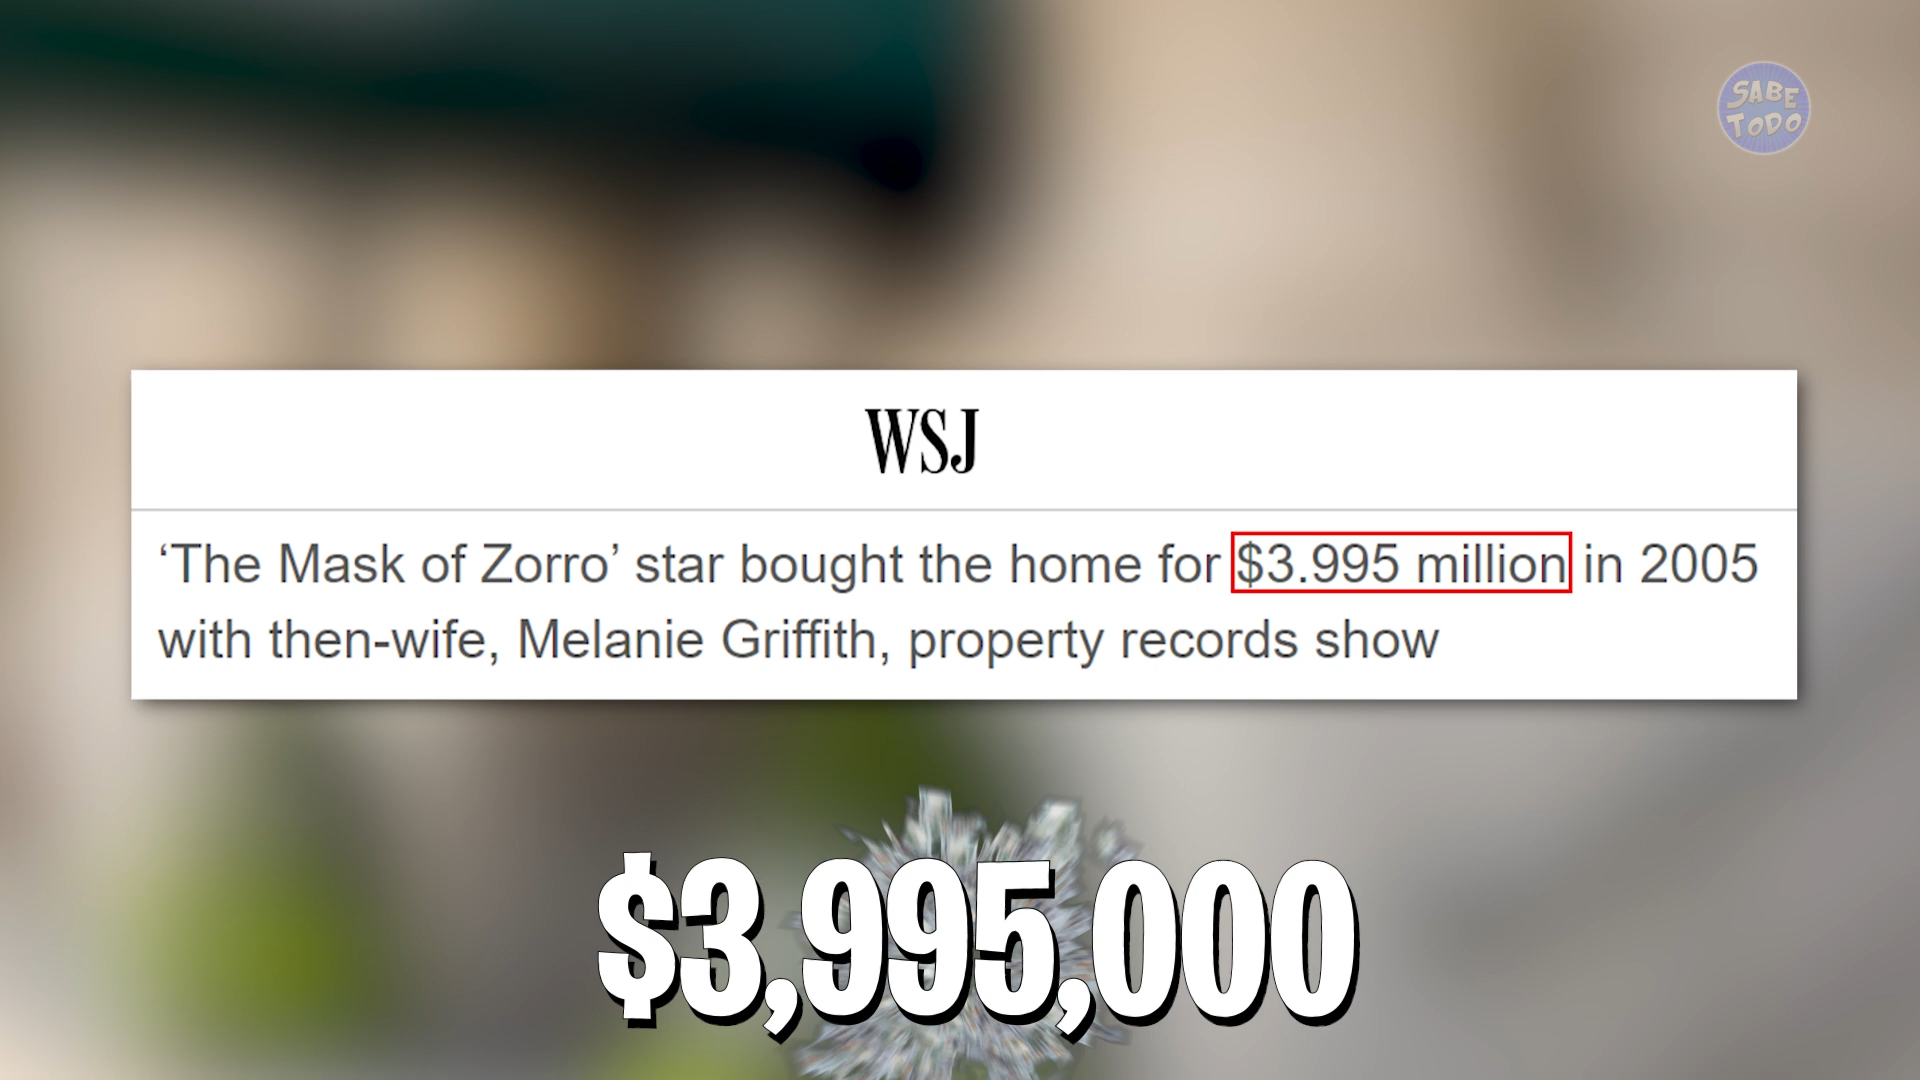 SABE
TODO
WSJ
‘The Mask of Zorro’ star bought the home for $3.995 million in 2005
with then-wife, Melanie Griffith, property records show
$3,995,000